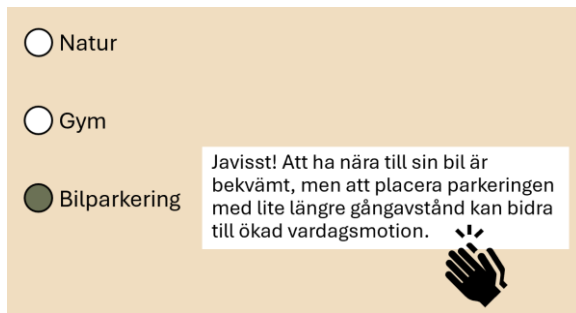 Natur
Gym
Bilparkering
Javisst! Att ha nära till sin bil är
bekvämt, men att placera parkeringen
med lite längre gångavstånd kan bidra
till ökad vardagsmotion.